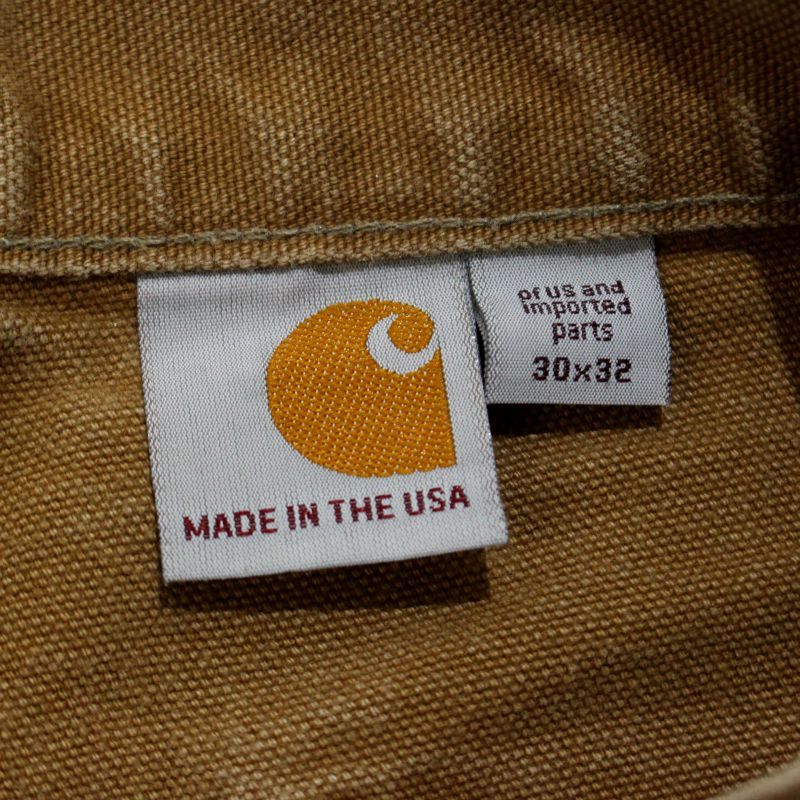 MADE IN THE USA
of US and
imported
parts
30x32